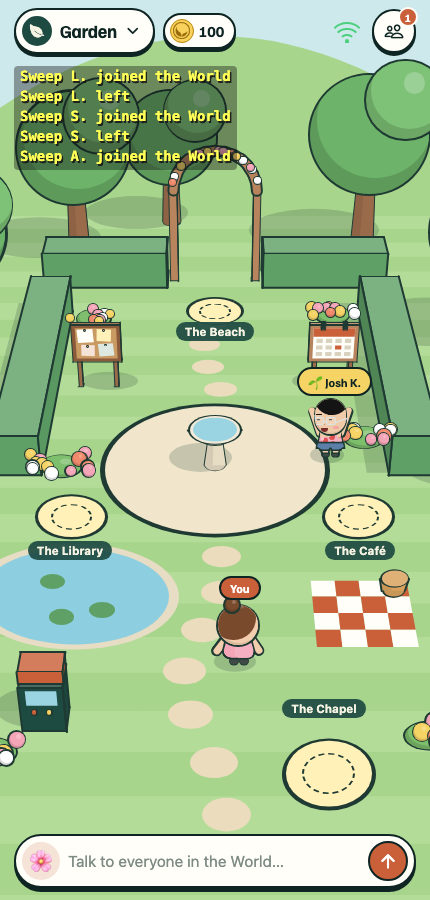 Garden
100
1
Sweep L. joined the World
Sweep L. left
Sweep S. joined the World
Sweep S. left
Sweep A. joined the World
The Beach
Josh K.
The Library
The Café
You
The Chapel
Talk to everyone in the World...